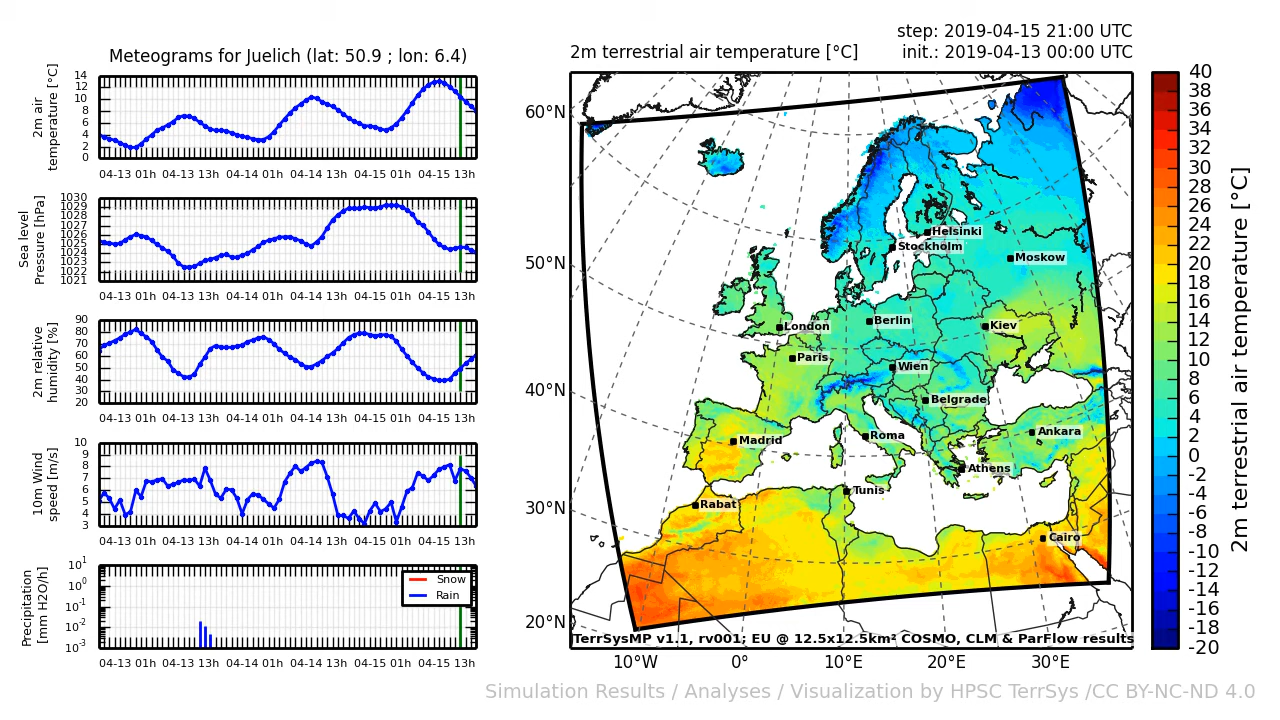 step: 2019-04-15 21:00 UTC
Meteograms for Juelich (lat: 50.9 ; lon: 6.4)
2m terrestrial air temperature [°C]
init.: 2019-04-13 00:00 UTC
2m air
temperature [°C]
14
12
10
8
6
4
2
0
04-13 01h 04-13 13h 04-14 01h 04-14 13h 04-15 01h 04-15 13h
Sea level
Pressure [hPa]
1030
1029
1028
1027
1026
1025
1024
1023
1022
1021
04-13 01h 04-13 13h 04-14 01h 04-14 13h 04-15 01h 04-15 13h
2m relative
humidity [%]
90
80
70
60
50
40
30
20
04-13 01h 04-13 13h 04-14 01h 04-14 13h 04-15 01h 04-15 13h
10m Wind
speed [m/s]
10
9
8
7
6
5
4
3
04-13 01h 04-13 13h 04-14 01h 04-14 13h 04-15 01h 04-15 13h
Precipitation
[mm H2O/h]
10¹
10⁰
10⁻¹
10⁻²
10⁻³
Snow
Rain
04-13 01h 04-13 13h 04-14 01h 04-14 13h 04-15 01h 04-15 13h
60°N
50°N
40°N
30°N
20°N
Helsinki
Stockholm
Moskow
London
Berlin
Kiev
Paris
Wien
Belgrade
Madrid
Roma
Ankara
Athens
Tunis
Rabat
Cairo
TerrSysMP v1.1, rv001; EU @ 12.5x12.5km² COSMO, CLM & ParFlow results
10°W 0° 10°E 20°E 30°E
40
38
36
34
32
30
28
26
24
22
20
18
16
14
12
10
8
6
4
2
0
-2
-4
-6
-8
-10
-12
-14
-16
-18
-20
2m terrestrial air temperature [°C]
Simulation Results / Analyses / Visualization by HPSC TerrSys /CC BY-NC-ND 4.0